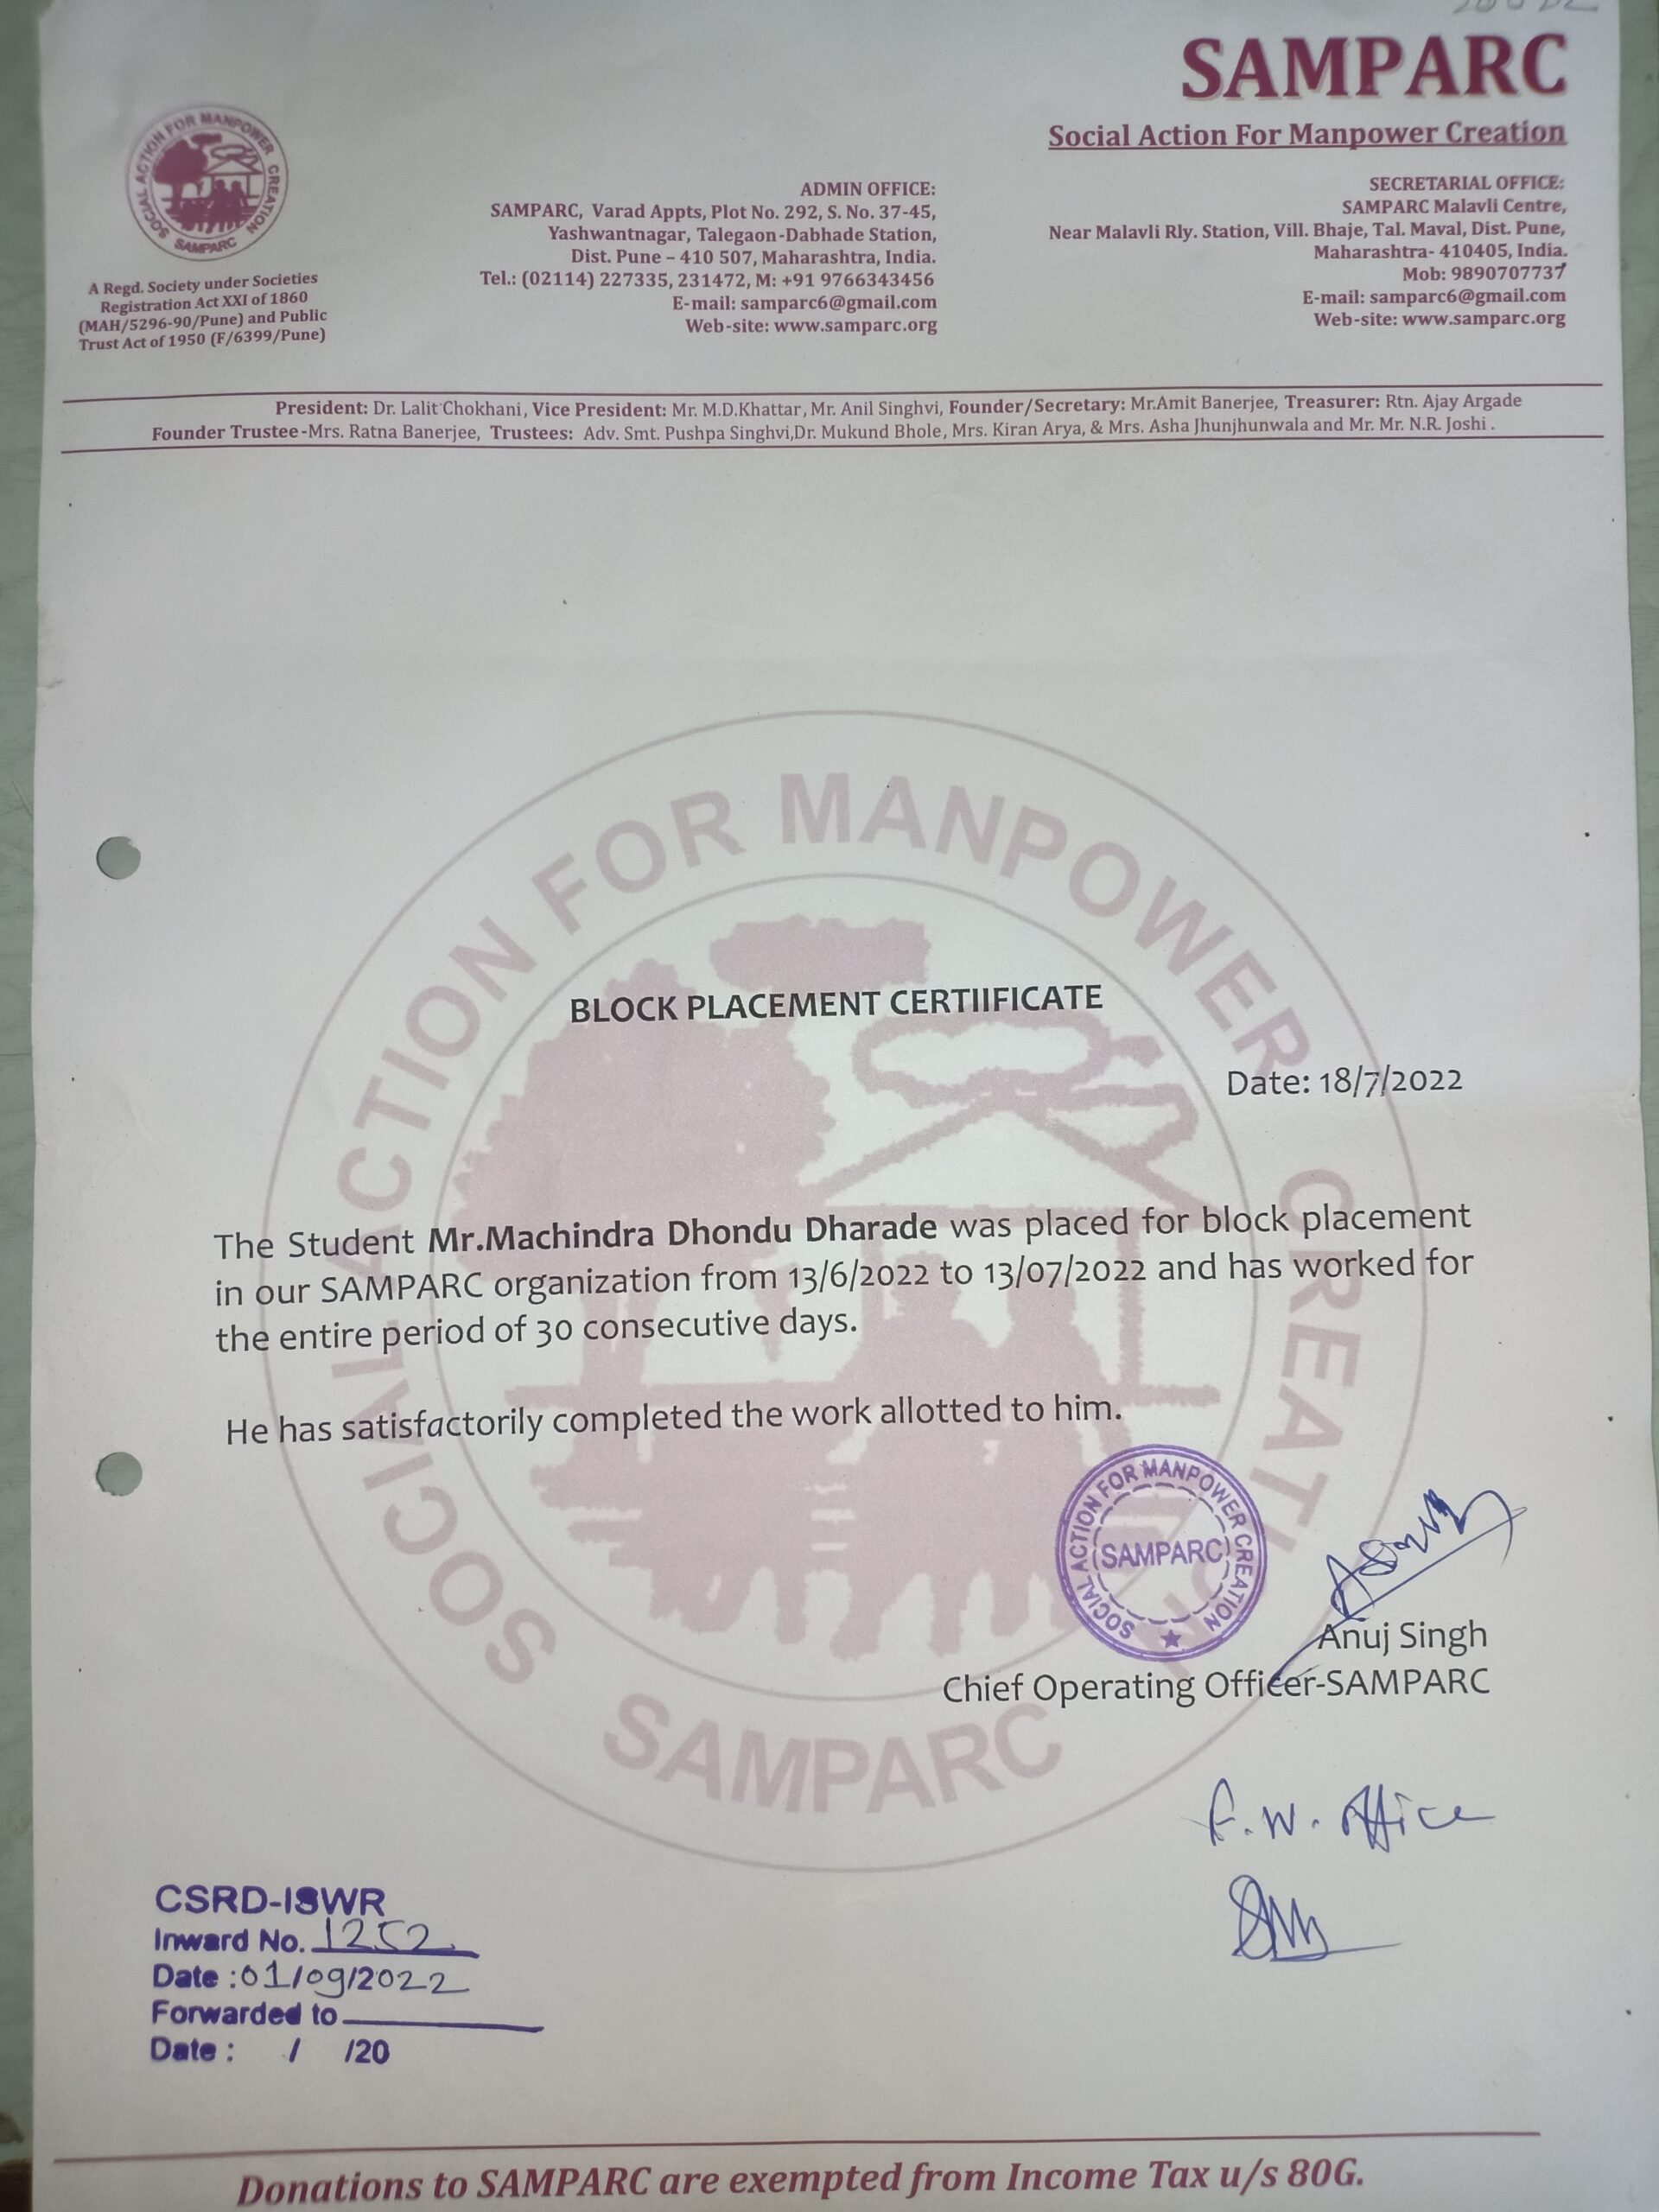 SAMPARC
Social Action For Manpower Creation
SOCIAL ACTION FOR MANPOWER CREATION
SAMPARC
A Regd. Society under Societies
Registration Act XXI of 1860
(MAH/5296-90/Pune) and Public
Trust Act of 1950 (F/6399/Pune)
ADMIN OFFICE:
SAMPARC, Varad Appts, Plot No. 292, S. No. 37-45,
Yashwantnagar, Talegaon-Dabhade Station,
Dist. Pune – 410 507, Maharashtra, India.
Tel.: (02114) 227335, 231472, M: +91 9766343456
E-mail: samparc6@gmail.com
Web-site: www.samparc.org
SECRETARIAL OFFICE:
SAMPARC Malavli Centre,
Near Malavli Rly. Station, Vill. Bhaje, Tal. Maval, Dist. Pune,
Maharashtra- 410405, India.
Mob: 9890707737
E-mail: samparc6@gmail.com
Web-site: www.samparc.org
President: Dr. Lalit Chokhani, Vice President: Mr. M.D.Khattar, Mr. Anil Singhvi, Founder/Secretary: Mr.Amit Banerjee, Treasurer: Rtn. Ajay Argade
Founder Trustee-Mrs. Ratna Banerjee, Trustees: Adv. Smt. Pushpa Singhvi,Dr. Mukund Bhole, Mrs. Kiran Arya, & Mrs. Asha Jhunjhunwala and Mr. Mr. N.R. Joshi.
SOCIAL ACTION FOR MANPOWER CREATION
SAMPARC
BLOCK PLACEMENT CERTIIFICATE
Date: 18/7/2022
The Student Mr.Machindra Dhondu Dharade was placed for block placement
in our SAMPARC organization from 13/6/2022 to 13/07/2022 and has worked for
the entire period of 30 consecutive days.
He has satisfactorily completed the work allotted to him.
SOCIAL ACTION FOR MANPOWER CREATION
SAMPARC
Anuj Singh
Chief Operating Officer-SAMPARC
F.W. Office
CSRD-ISWR
Inward No. 1252
Date :01/09/2022
Forwarded to
Date : / /20
Donations to SAMPARC are exempted from Income Tax u/s 80G.